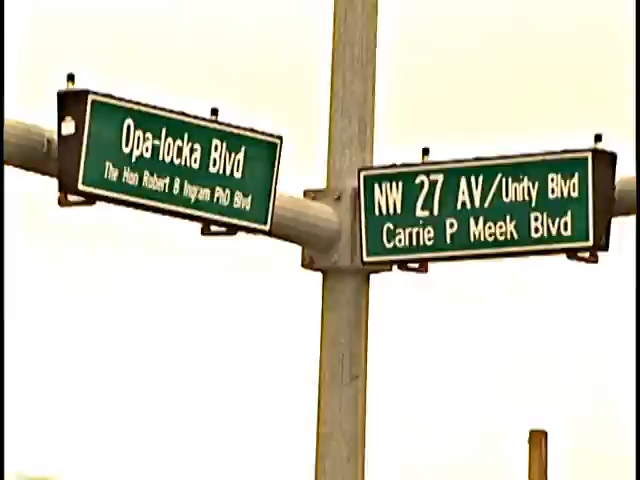 Opa-locka Blvd
The Hon Robert B Ingram PhD Blvd
NW 27 AV/Unity Blvd
Carrie P Meek Blvd